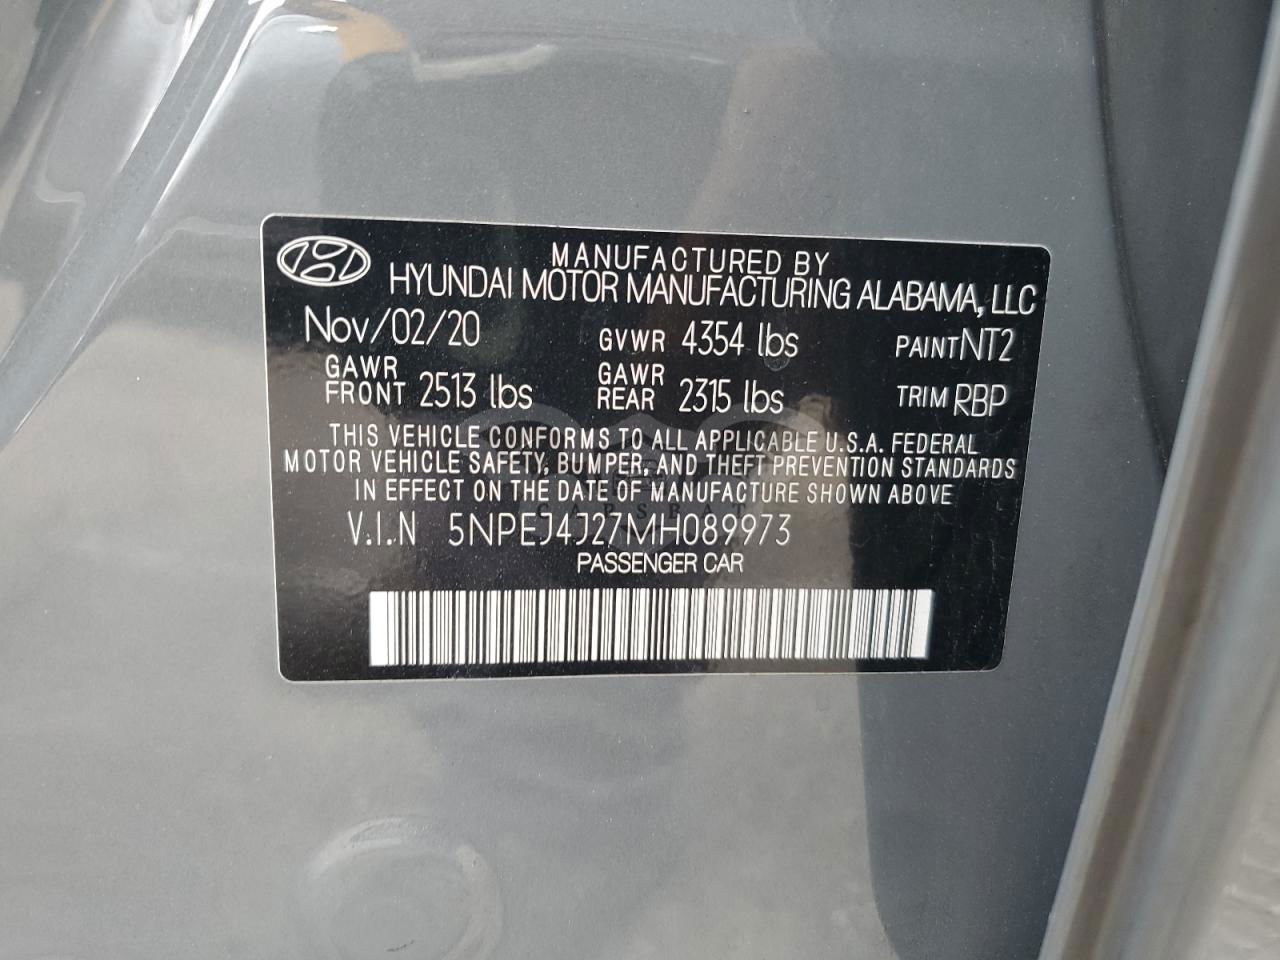 MANUFACTURED BY
HYUNDAI MOTOR MANUFACTURING ALABAMA, LLC
Nov/02/20 GVWR 4354 lbs PAINT NT2
GAWR FRONT 2513 lbs GAWR REAR 2315 lbs TRIM RBP
THIS VEHICLE CONFORMS TO ALL APPLICABLE U.S.A. FEDERAL
MOTOR VEHICLE SAFETY, BUMPER, AND THEFT PREVENTION STANDARDS
IN EFFECT ON THE DATE OF MANUFACTURE SHOWN ABOVE
CARSBAT
V.I.N 5NPEJ4J27MH089973
PASSENGER CAR